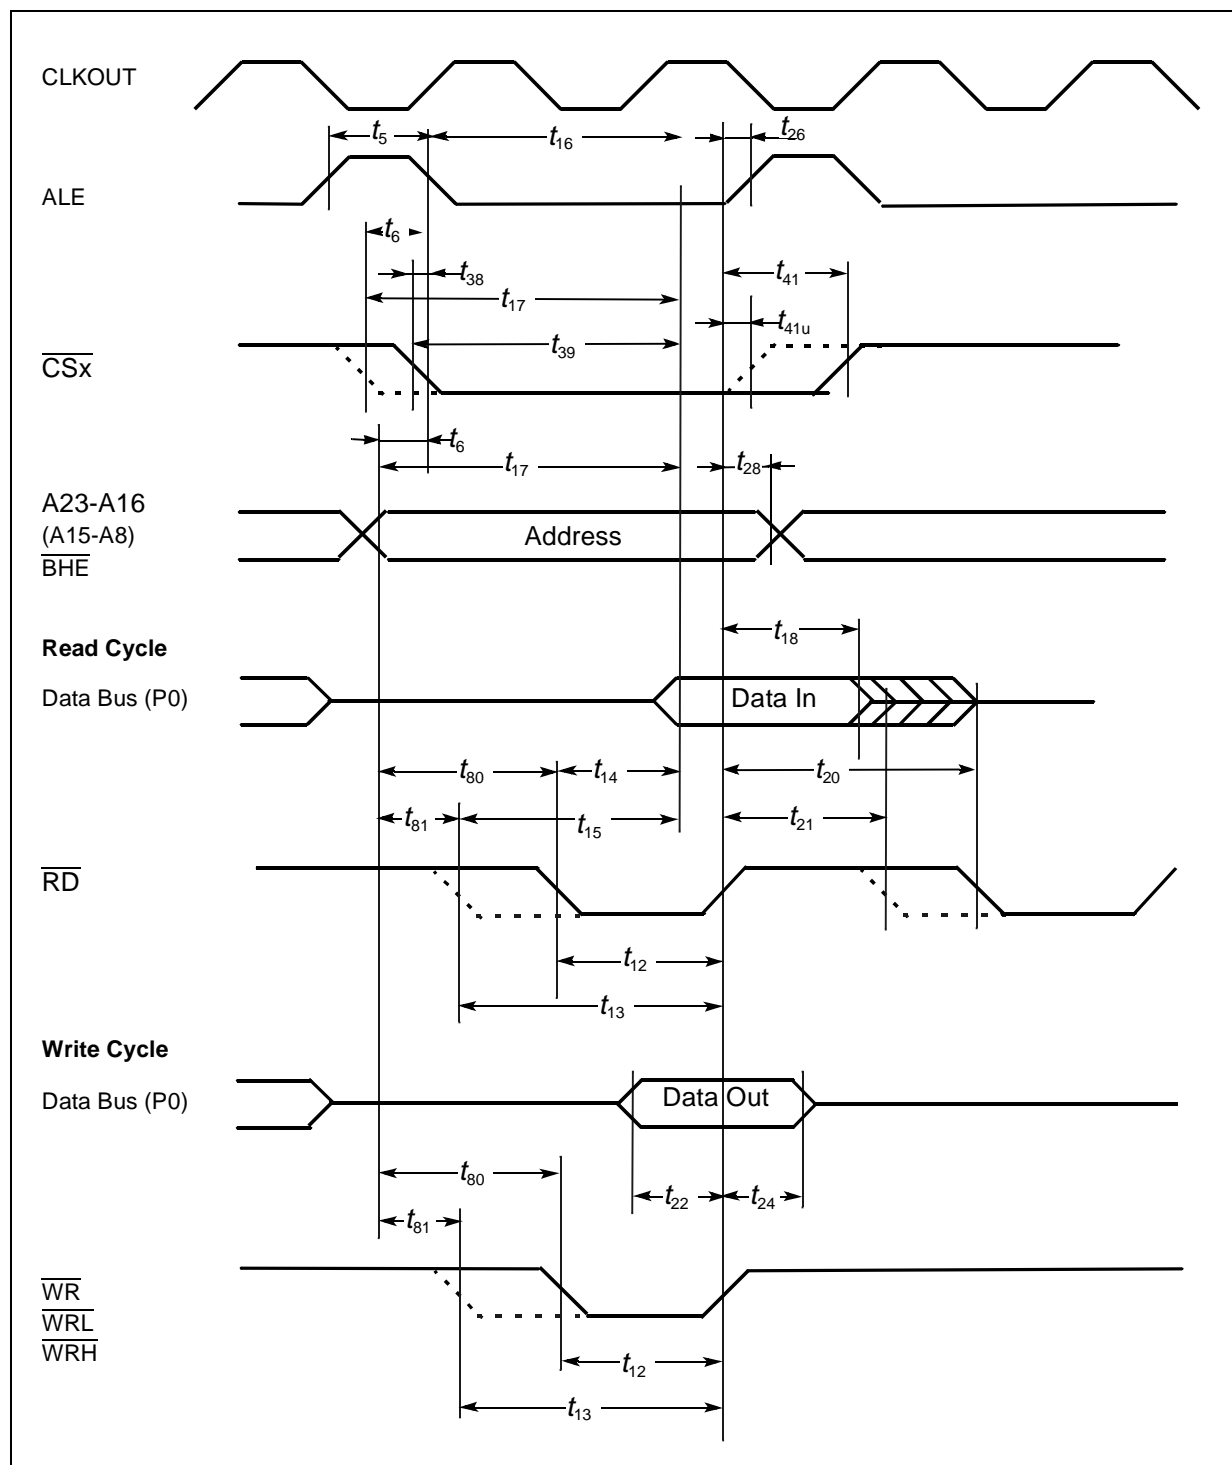 CLKOUT
t5 t16 t26
ALE
t6
t38 t41
t17
t41u
t39
CSx
t6
t17 t28
A23-A16
(A15-A8) Address
BHE
t18
Read Cycle
Data Bus (P0) Data In
t80 t14 t20
t81 t15 t21
RD
t12
t13
Write Cycle
Data Bus (P0) Data Out
t80
t22 t24
t81
WR
WRL
WRH
t12
t13